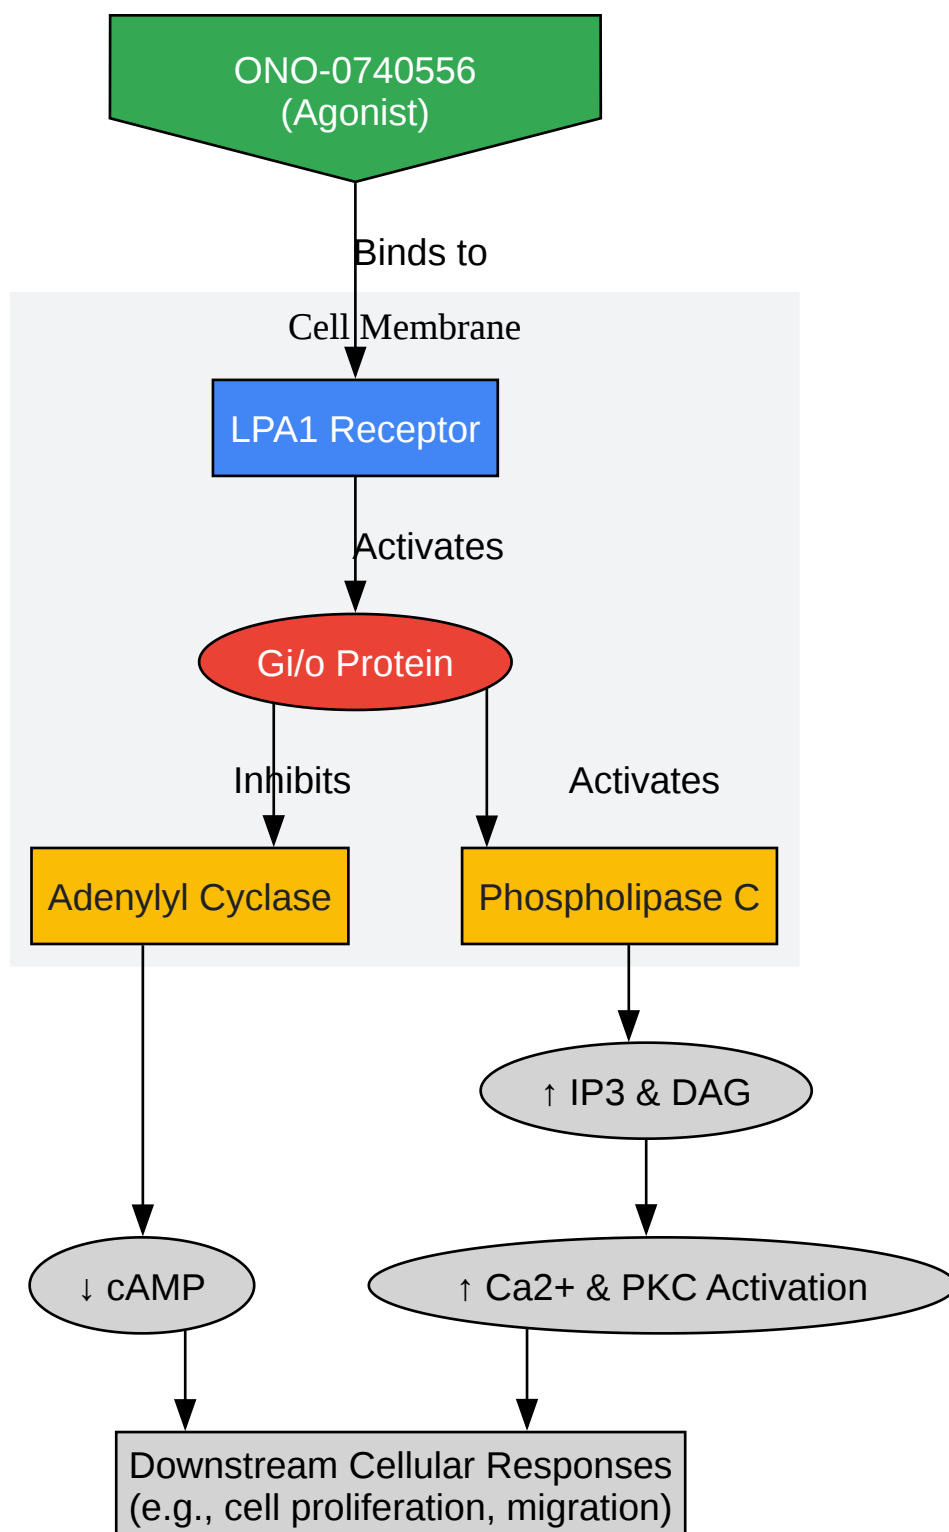 ONO-0740556
(Agonist)
Binds to
Cell Membrane
LPA1 Receptor
Activates
Gi/o Protein
Inhibits
Activates
Adenylyl Cyclase
Phospholipase C
↑ IP3 & DAG
↓ cAMP
↑ Ca2+ & PKC Activation
Downstream Cellular Responses
(e.g., cell proliferation, migration)